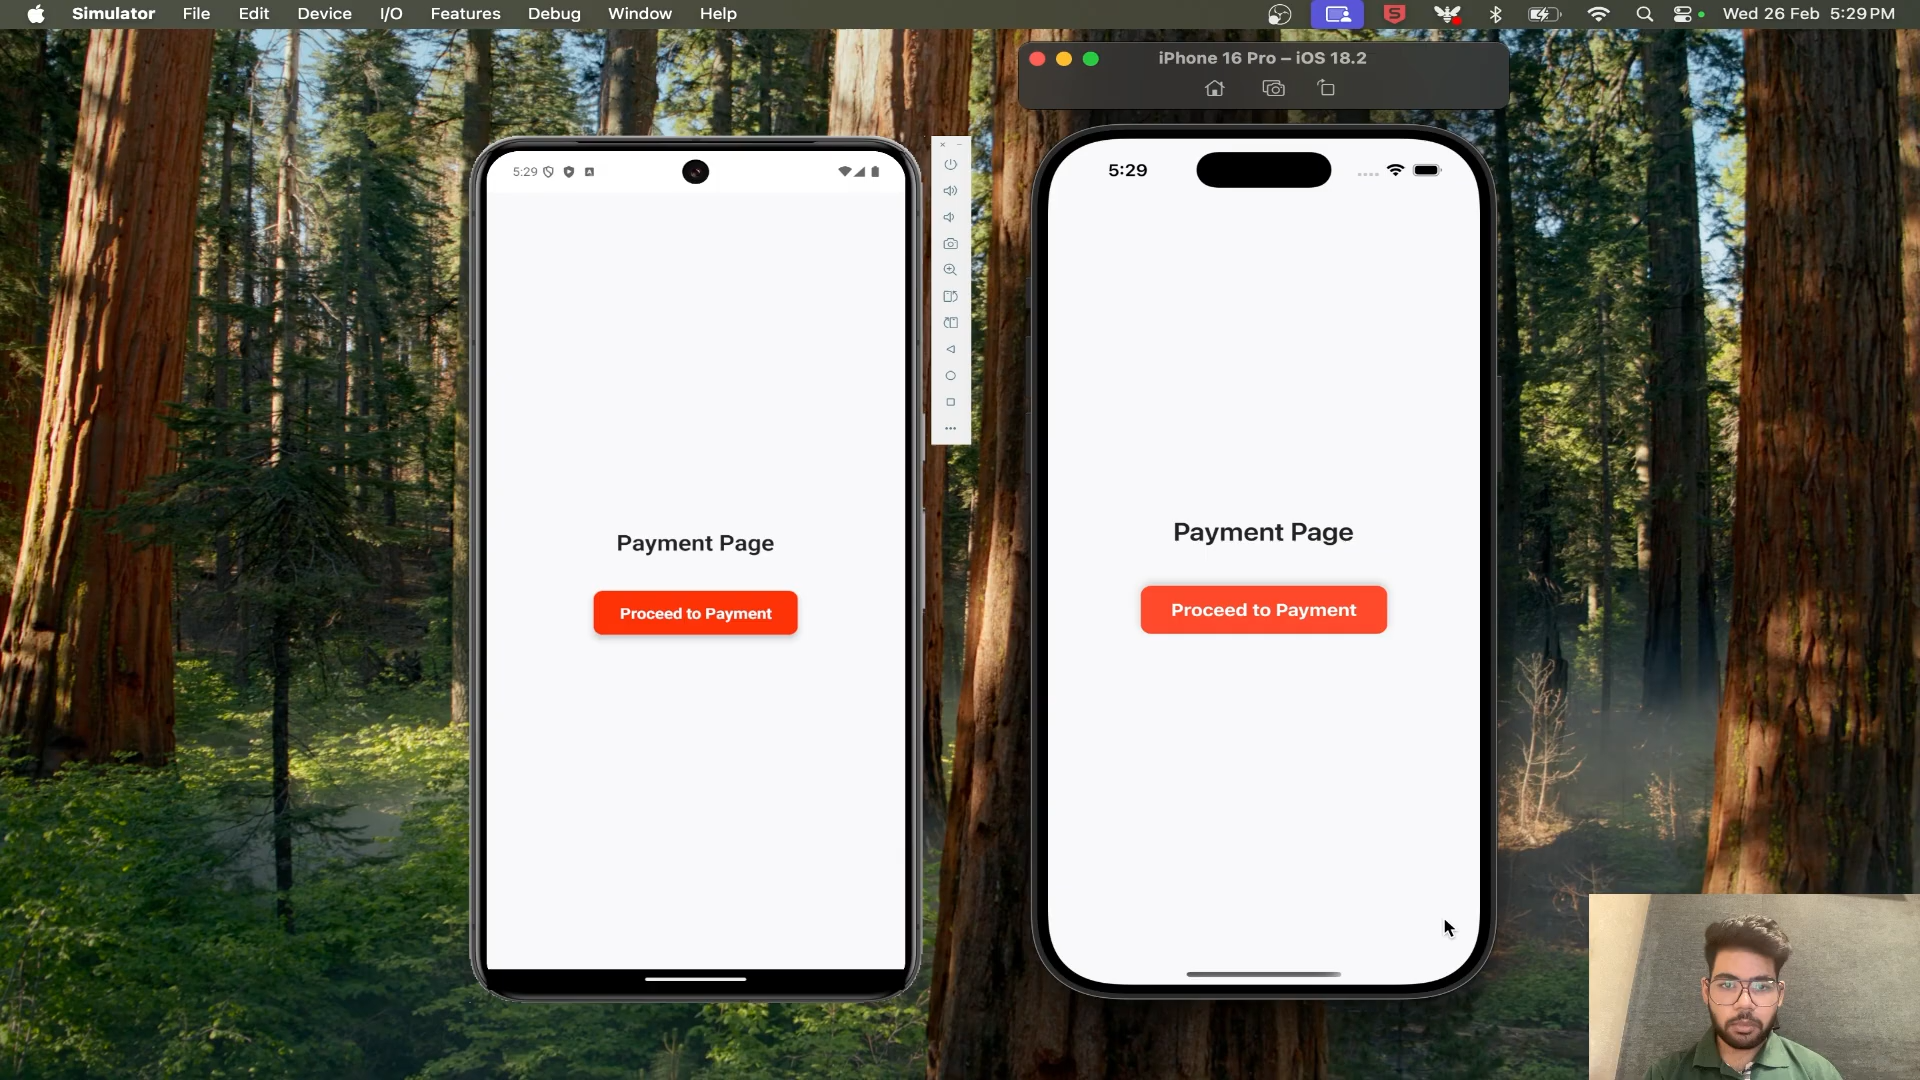 Simulator File Edit Device I/O Features Debug Window Help S Wed 26 Feb 5:29 PM
iPhone 16 Pro – iOS 18.2
5:29
Payment Page
Proceed to Payment
5:29
Payment Page
Proceed to Payment